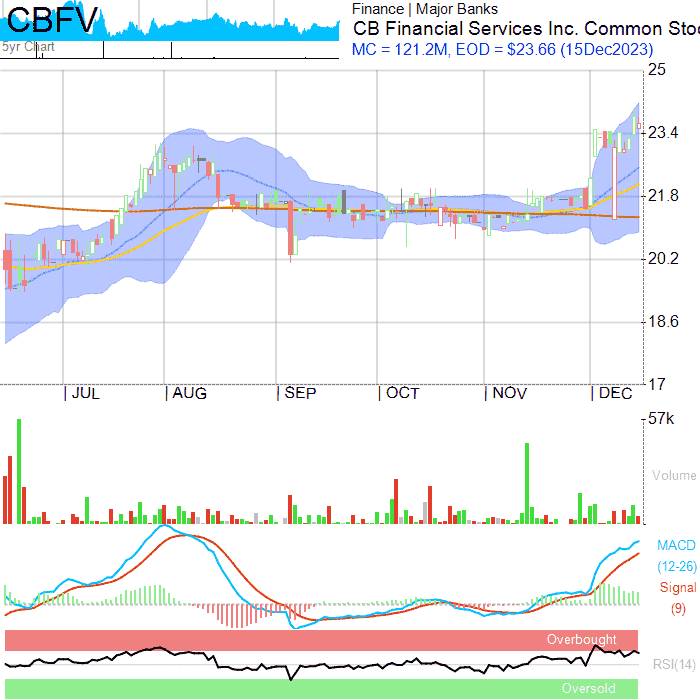 CBFV
5yr Chart
Finance | Major Banks
CB Financial Services Inc. Common Stoc
MC = 121.2M, EOD = $23.66 (15Dec2023)
25
23.4
21.8
20.2
18.6
17
| JUL | AUG | SEP | OCT | NOV | DEC
57k
Volume
MACD
(12-26)
Signal
(9)
Overbought
RSI(14)
Oversold